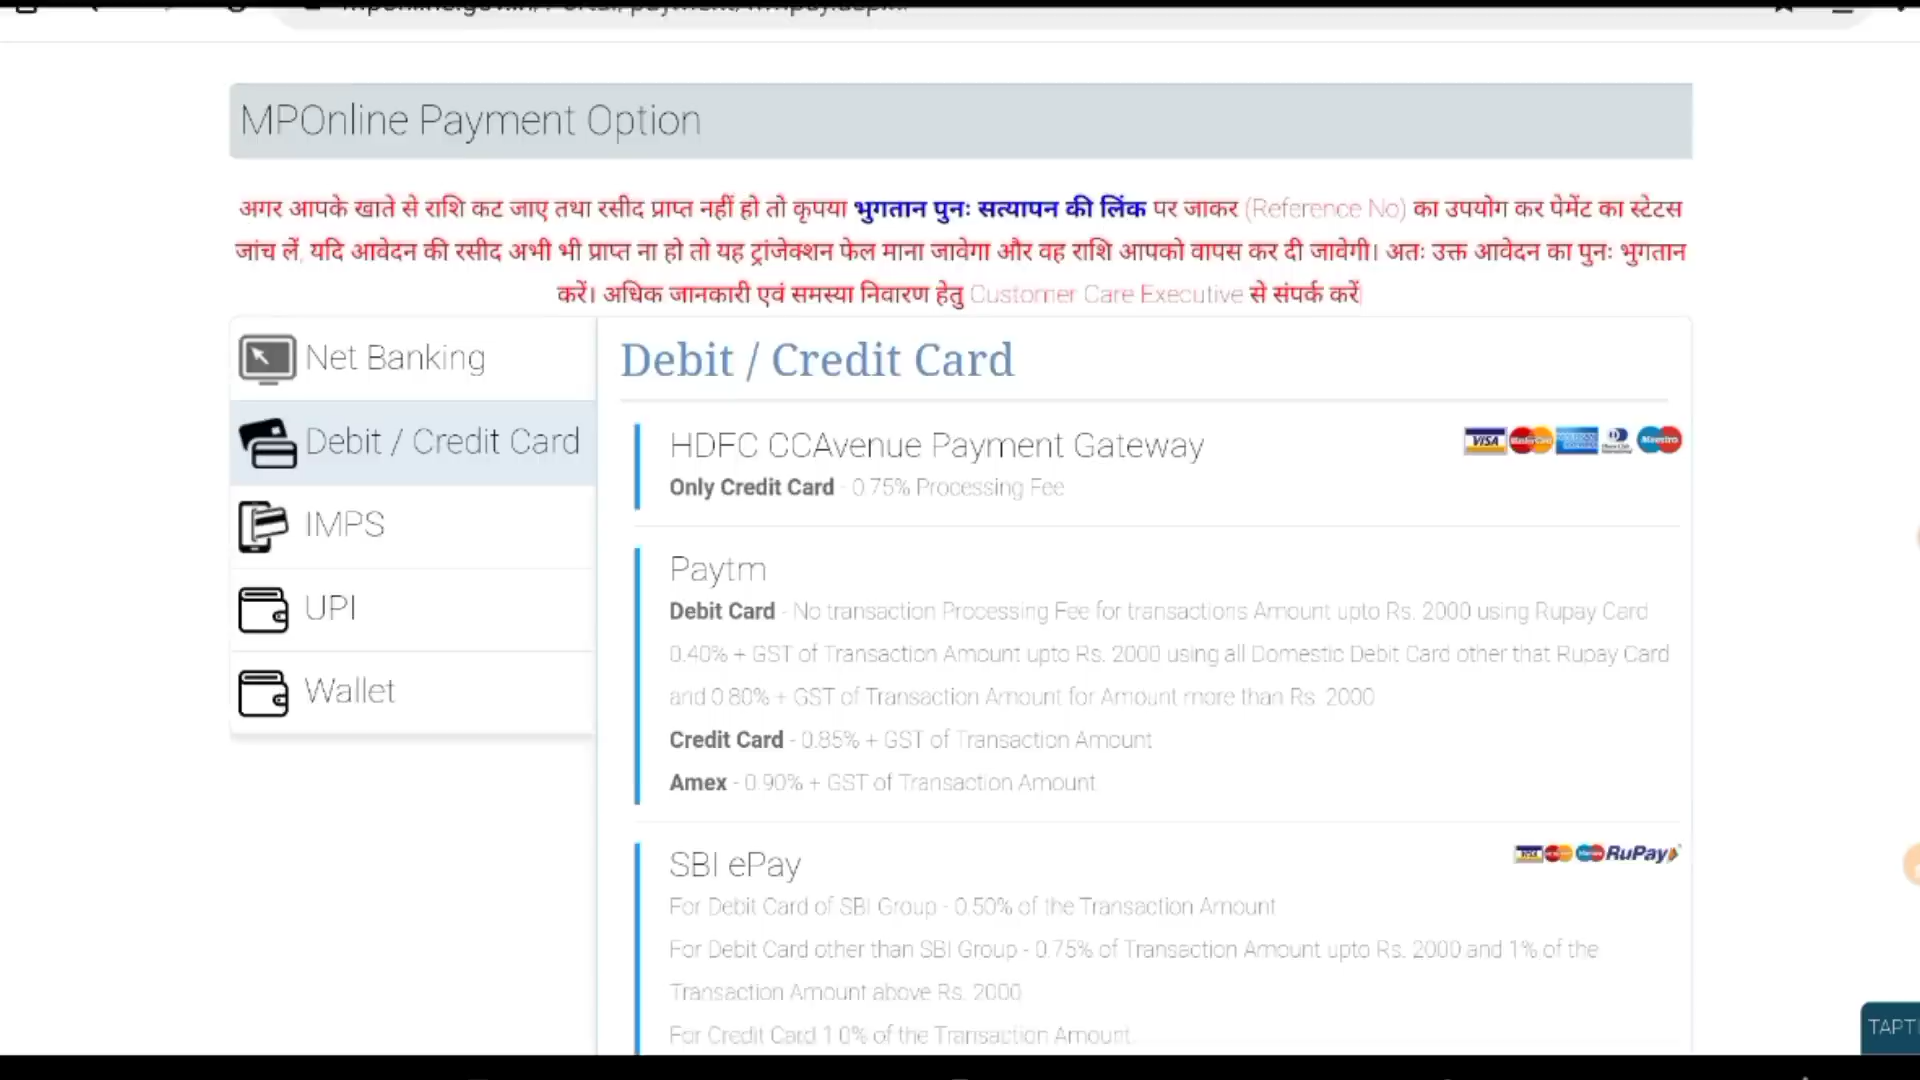 MPOnline Payment Option
अगर आपके खाते से राशि कट जाए तथा रसीद प्राप्त नहीं हो तो कृपया भुगतान पुनः सत्यापन की लिंक पर जाकर (Reference No) का उपयोग कर पेमेंट का स्टेटस
जांच लें, यदि आवेदन की रसीद अभी भी प्राप्त ना हो तो यह ट्रांजेक्शन फेल माना जावेगा और वह राशि आपको वापस कर दी जावेगी। अतः उक्त आवेदन का पुनः भुगतान
करें। अधिक जानकारी एवं समस्या निवारण हेतु Customer Care Executive से संपर्क करें|
Net Banking
Debit / Credit Card
IMPS
UPI
Wallet
Debit / Credit Card
HDFC CCAvenue Payment Gateway
VISA MasterCard Maestro
Only Credit Card - 0.75% Processing Fee
Paytm
Debit Card - No transaction Processing Fee for transactions Amount upto Rs. 2000 using Rupay Card
0.40% + GST of Transaction Amount upto Rs. 2000 using all Domestic Debit Card other that Rupay Card
and 0.80% + GST of Transaction Amount for Amount more than Rs. 2000
Credit Card - 0.85% + GST of Transaction Amount
Amex - 0.90% + GST of Transaction Amount
SBI ePay
VISA RuPay
For Debit Card of SBI Group - 0.50% of the Transaction Amount
For Debit Card other than SBI Group - 0.75% of Transaction Amount upto Rs. 2000 and 1% of the
Transaction Amount above Rs. 2000
For Credit Card 1.0% of the Transaction Amount
TAPT